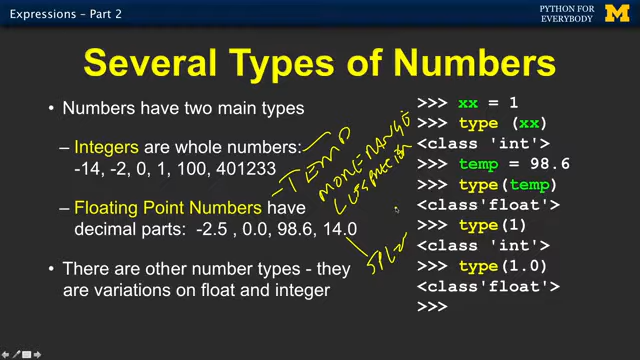 Expressions – Part 2
PYTHON FOR
EVERYBODY
Several Types of Numbers
• Numbers have two main types
– Integers are whole numbers:
-14, -2, 0, 1, 100, 401233
– Floating Point Numbers have
decimal parts: -2.5 , 0.0, 98.6, 14.0
• There are other number types - they
are variations on float and integer
- TEMP
MORE RANGE
>>> xx = 1
>>> type (xx)
<class 'int'>
>>> temp = 98.6
>>> type(temp)
<class'float'>
>>> type(1)
<class 'int'>
>>> type(1.0)
<class'float'>
>>>